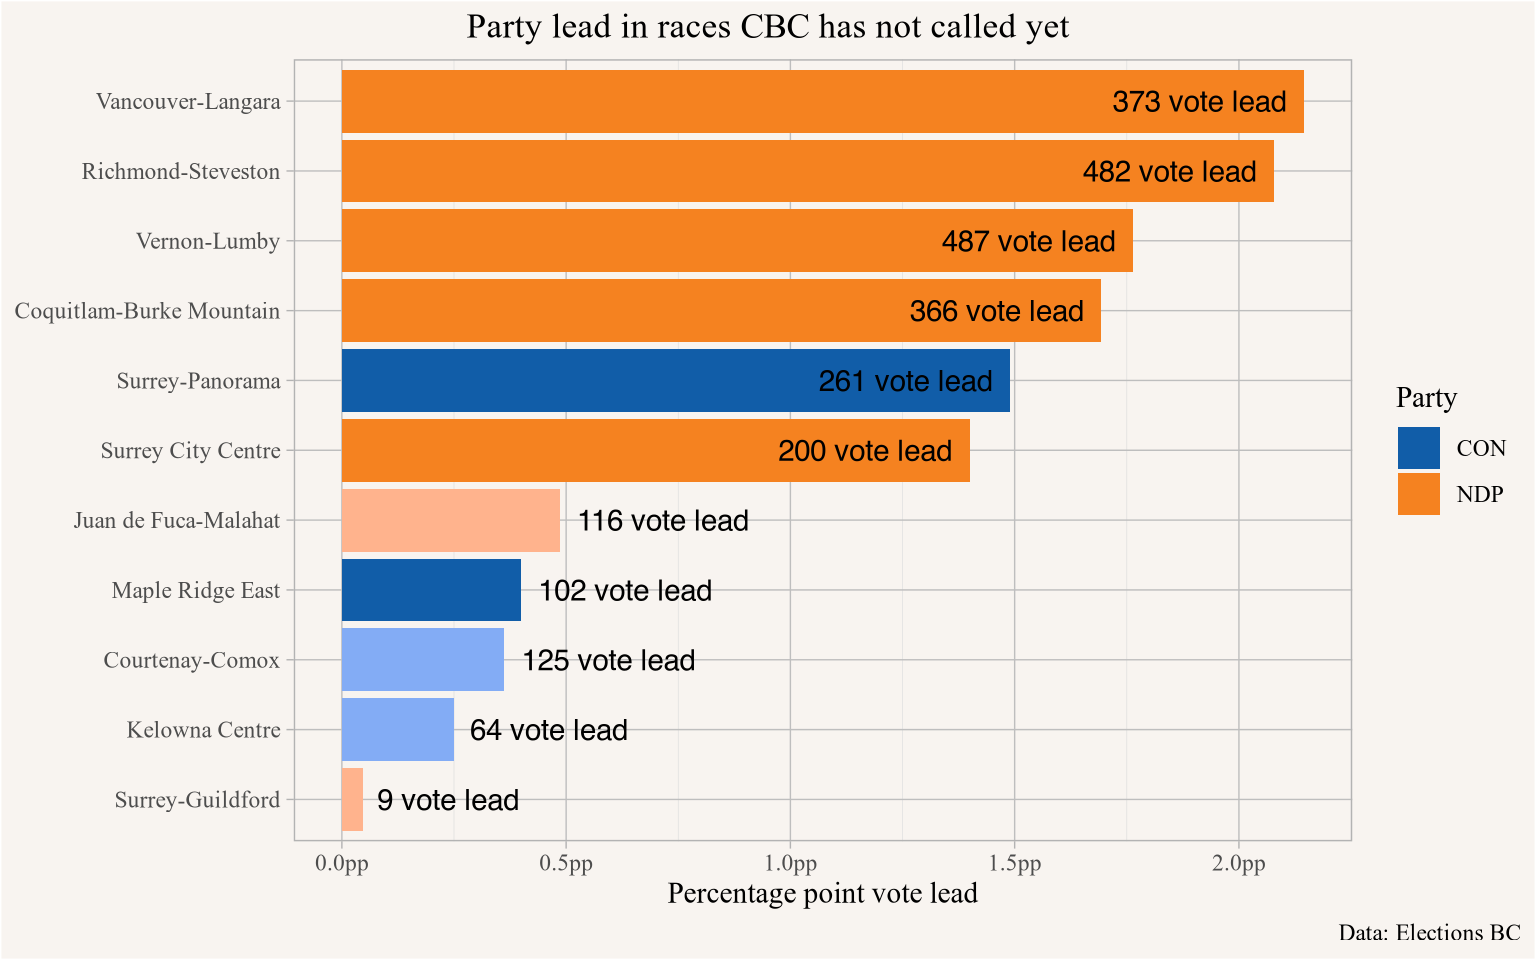 Party lead in races CBC has not called yet
Vancouver-Langara 373 vote lead
Richmond-Steveston 482 vote lead
Vernon-Lumby 487 vote lead
Coquitlam-Burke Mountain 366 vote lead
Surrey-Panorama 261 vote lead
Surrey City Centre 200 vote lead
Juan de Fuca-Malahat 116 vote lead
Maple Ridge East 102 vote lead
Courtenay-Comox 125 vote lead
Kelowna Centre 64 vote lead
Surrey-Guildford 9 vote lead
0.0pp 0.5pp 1.0pp 1.5pp 2.0pp
Percentage point vote lead
Party
CON
NDP
Data: Elections BC